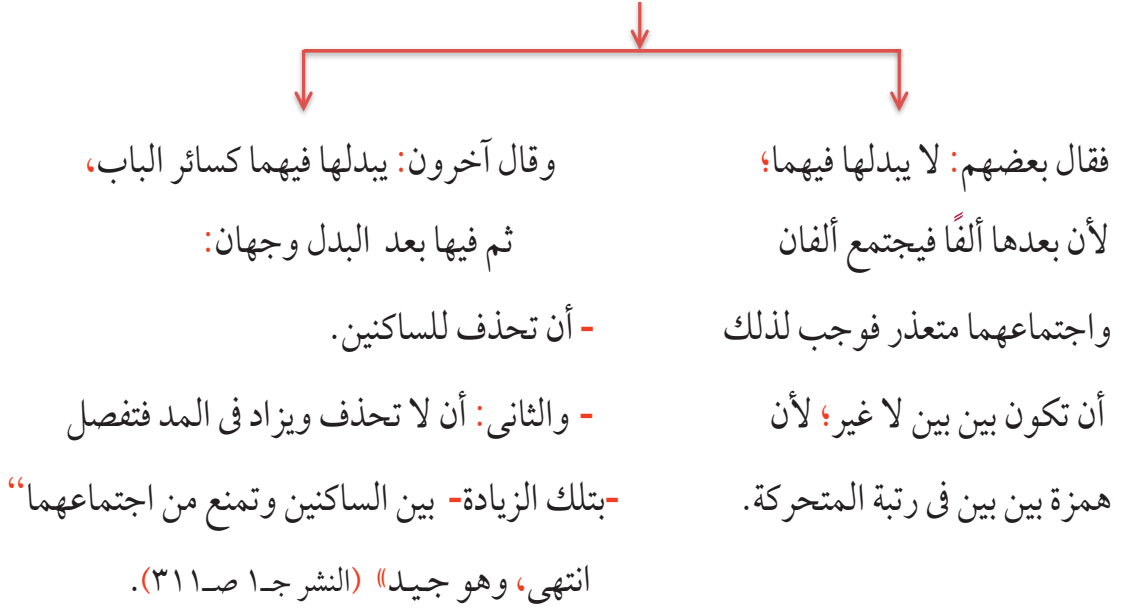 فقال بعضهم: لا يبدلها فيهما؛
لأن بعدها ألفًا فيجتمع ألفان
واجتماعهما متعذر فوجب لذلك
أن تكون بين بين لا غير؛ لأن
همزة بين بين فى رتبة المتحركة.
وقال آخرون: يبدلها فيهما كسائر الباب،
ثم فيها بعد البدل وجهان:
- أن تحذف للساكنين.
- والثانى: أن لا تحذف ويزاد فى المد فتفصل
-بتلك الزيادة- بين الساكنين وتمنع من اجتماعهما“
انتهى، وهو جيد» (النشر جـ١ صـ٣١١).